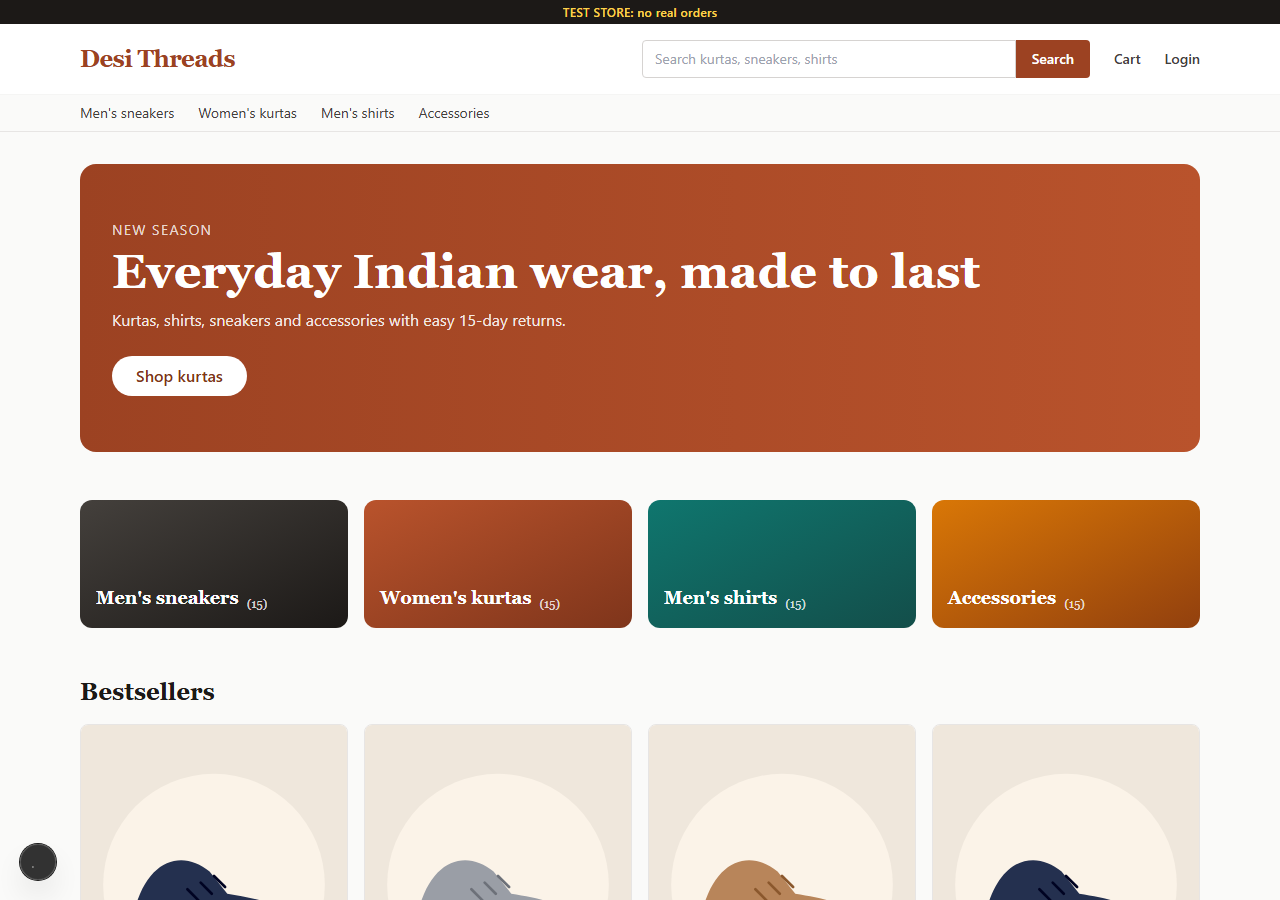 TEST STORE: no real orders
Desi Threads
Search kurtas, sneakers, shirts
Search
Cart
Login
Men's sneakers
Women's kurtas
Men's shirts
Accessories
NEW SEASON
Everyday Indian wear, made to last
Kurtas, shirts, sneakers and accessories with easy 15-day returns.
Shop kurtas
Men's sneakers (15)
Women's kurtas (15)
Men's shirts (15)
Accessories (15)
Bestsellers